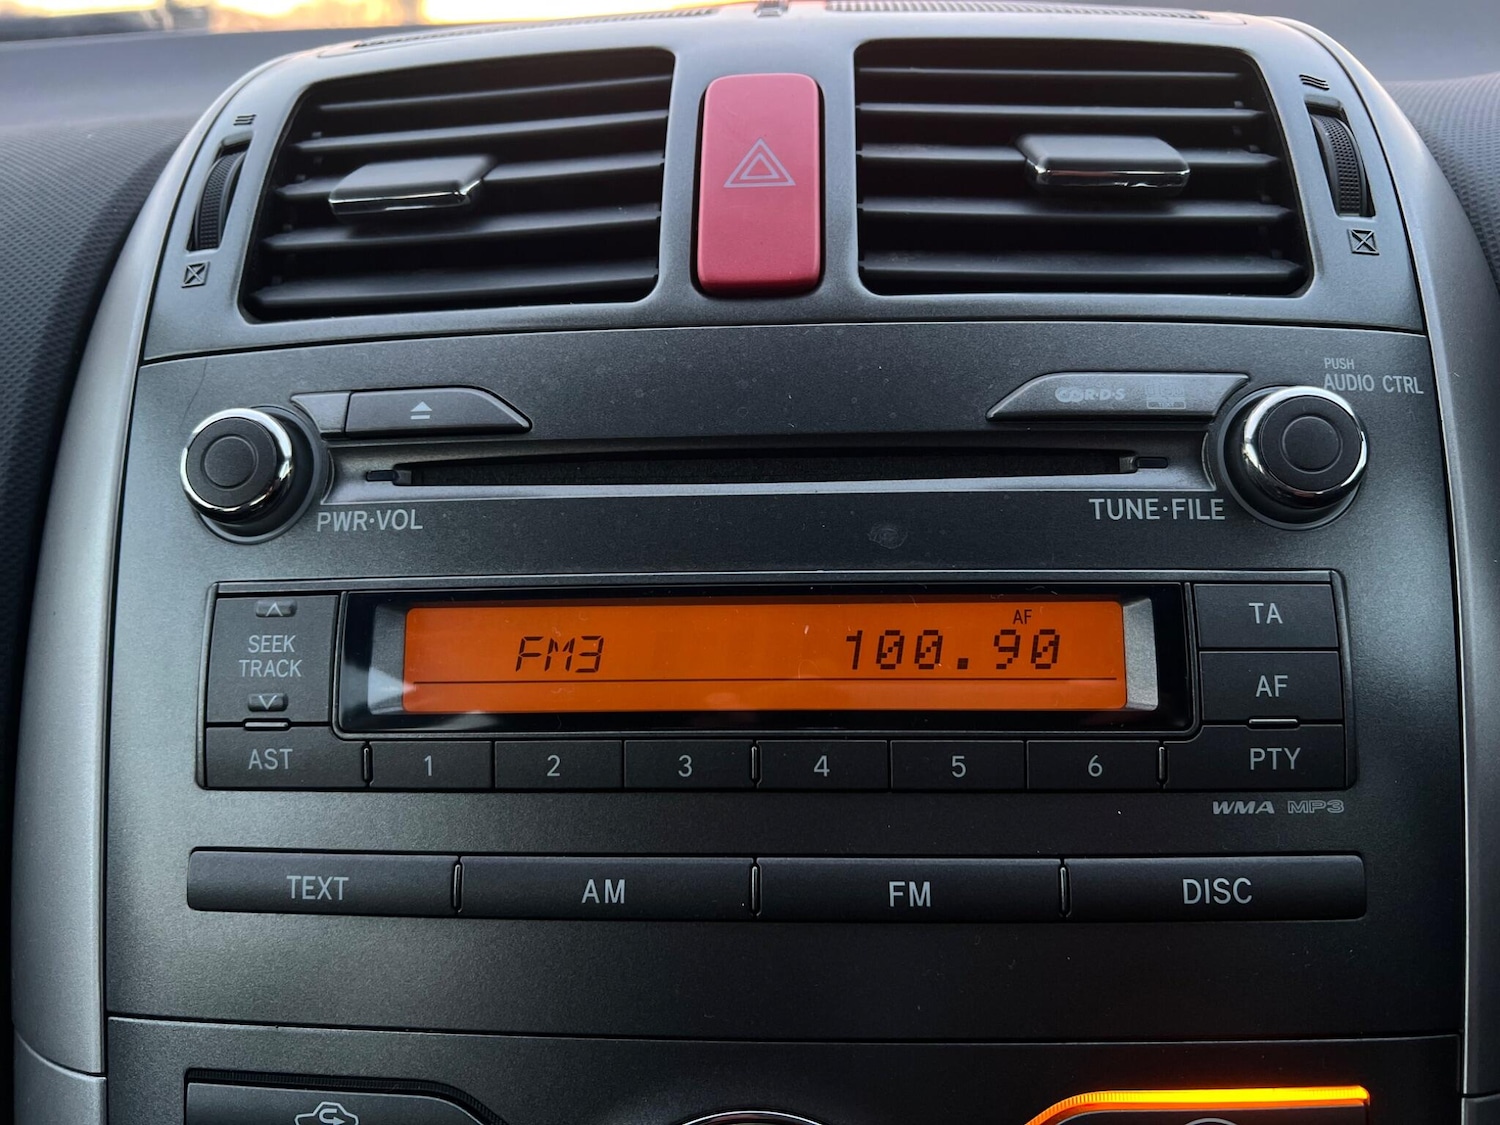 PUSH
AUDIO CTRL
R·D·S
PWR·VOL
TUNE·FILE
SEEK
TRACK
AF
FM3 100.90
TA
AF
AST
1 2 3 4 5 6
PTY
WMA MP3
TEXT AM FM DISC